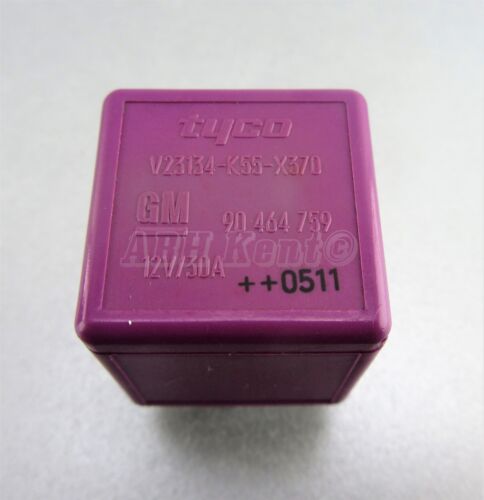 tyco
V23134-K55-X370
GM 90 464 759
ARH Kent©
12V/30A
++0511